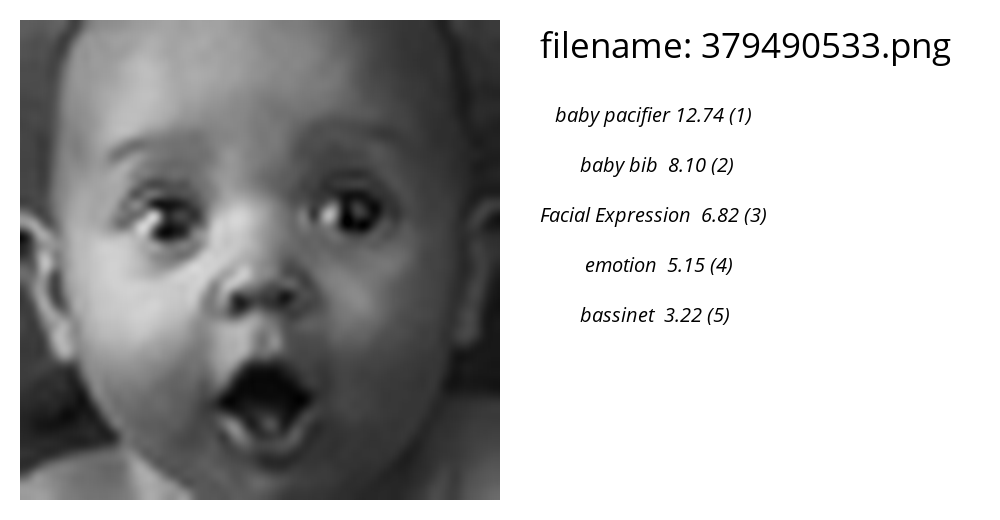 filename: 379490533.png
baby pacifier 12.74 (1)
baby bib 8.10 (2)
Facial Expression 6.82 (3)
emotion 5.15 (4)
bassinet 3.22 (5)